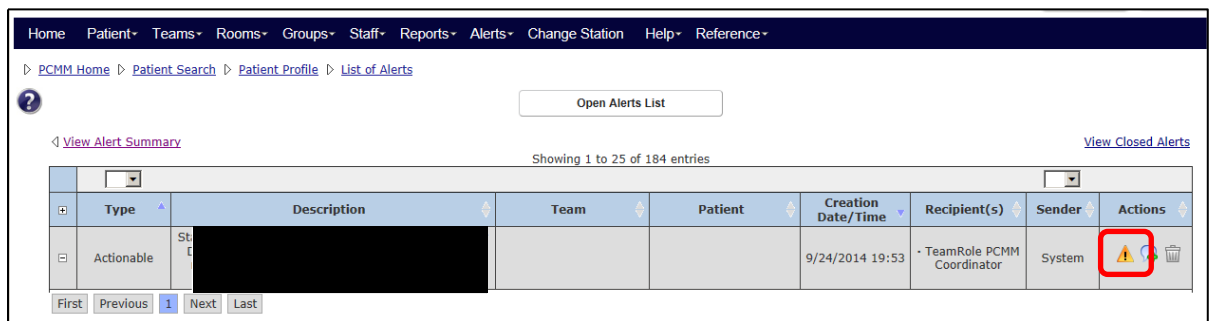 Home Patient Teams Rooms Groups Staff Reports Alerts Change Station Help Reference
PCMM Home Patient Search Patient Profile List of Alerts
?
Open Alerts List
View Alert Summary
View Closed Alerts
Showing 1 to 25 of 184 entries
Type Description Team Patient Creation Date/Time Recipient(s) Sender Actions
Actionable 9/24/2014 19:53 - TeamRole PCMM Coordinator System
First Previous 1 Next Last